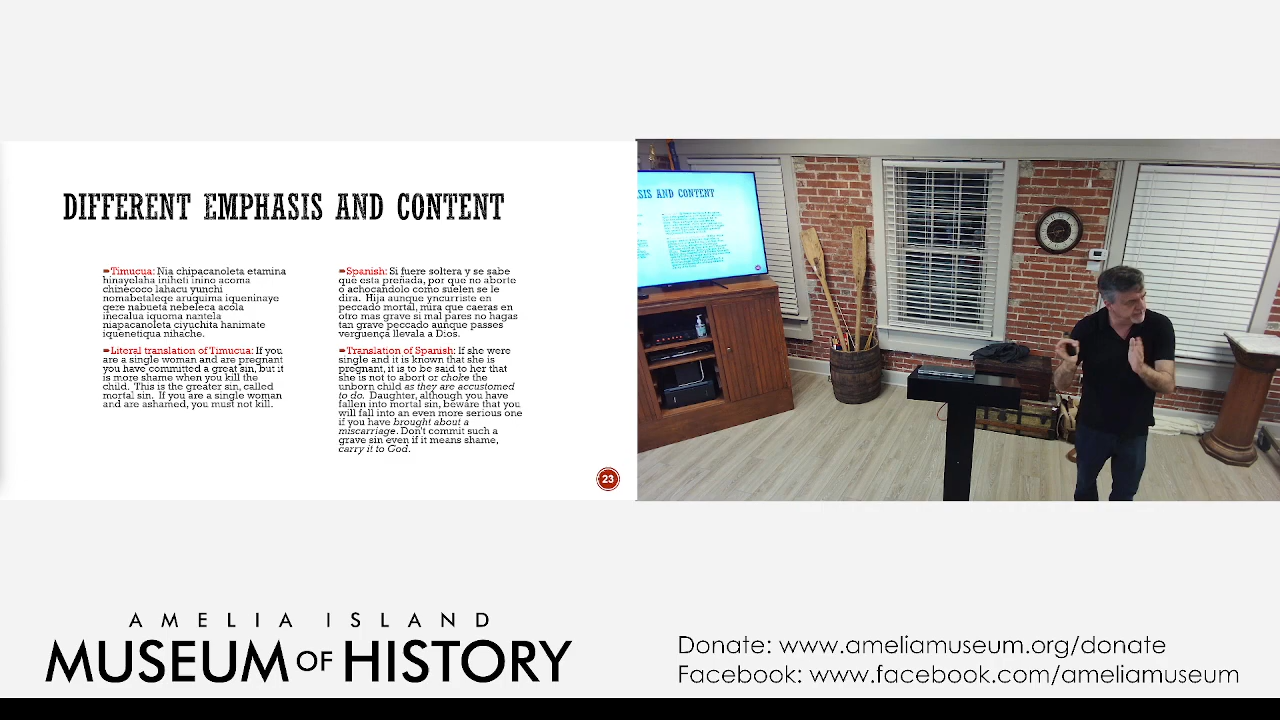 DIFFERENT EMPHASIS AND CONTENT
Timucua: Nia chipacanoleta etamina
hinayelaha iniheti inino acoma
chinecoco lahacu yunchi
nomabetaleqe aruquima iqueninaye
qere nabueta nebeleca acola
inecalua iquoma nantela
mapacanoleta ciyuchita hanimate
iquenetiqua nihache.
Literal translation of Timucua: If you
are a single woman and are pregnant
you have committed a great sin, but it
is more shame when you kill the
child. This is the greater sin, called
mortal sin. If you are a single woman
and are ashamed, you must not kill.
Spanish: Si fuere soltera y se sabe
que esta preñada, por que no aborte
o achocandolo como suelen se le
dira. Hija aunque yncurriste en
peccado mortal, mira que caeras en
otro mas grave si mal pares no hagas
tan grave peccado aunque passes
verguença llevala a Dios.
Translation of Spanish: If she were
single and it is known that she is
pregnant, it is to be said to her that
she is not to abort or choke the
unborn child as they are accustomed
to do. Daughter, although you have
fallen into mortal sin, beware that you
will fall into an even more serious one
if you have brought about a
miscarriage. Don't commit such a
grave sin even if it means shame,
carry it to God.
23
SIS AND CONTENT
AMELIA ISLAND
MUSEUM OF HISTORY
Donate: www.ameliamuseum.org/donate
Facebook: www.facebook.com/ameliamuseum